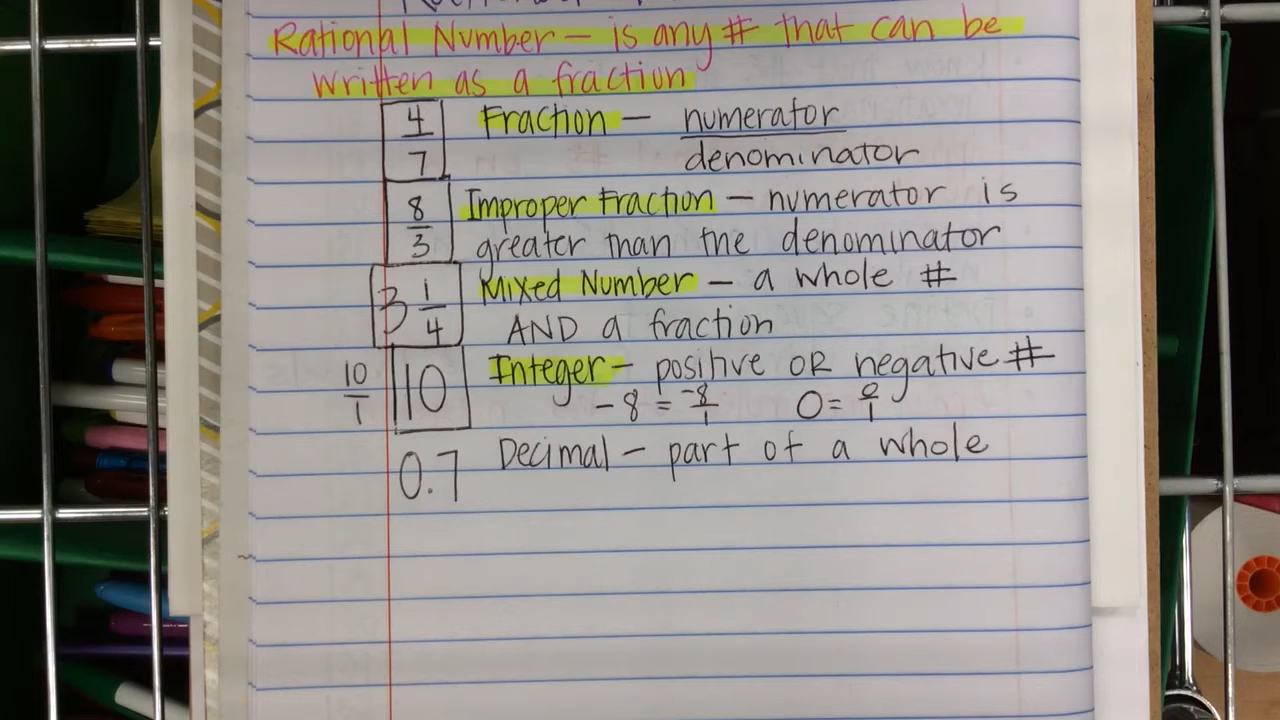 Rational Number - is any # that can be
written as a fraction
4/7 Fraction - numerator/denominator
8/3 Improper Fraction - numerator is
greater than the denominator
3 1/4 Mixed Number - a whole #
AND a fraction
10/1 10 Integer - positive OR negative #
-8 = -8/1 0 = 0/1
0.7 Decimal - part of a whole